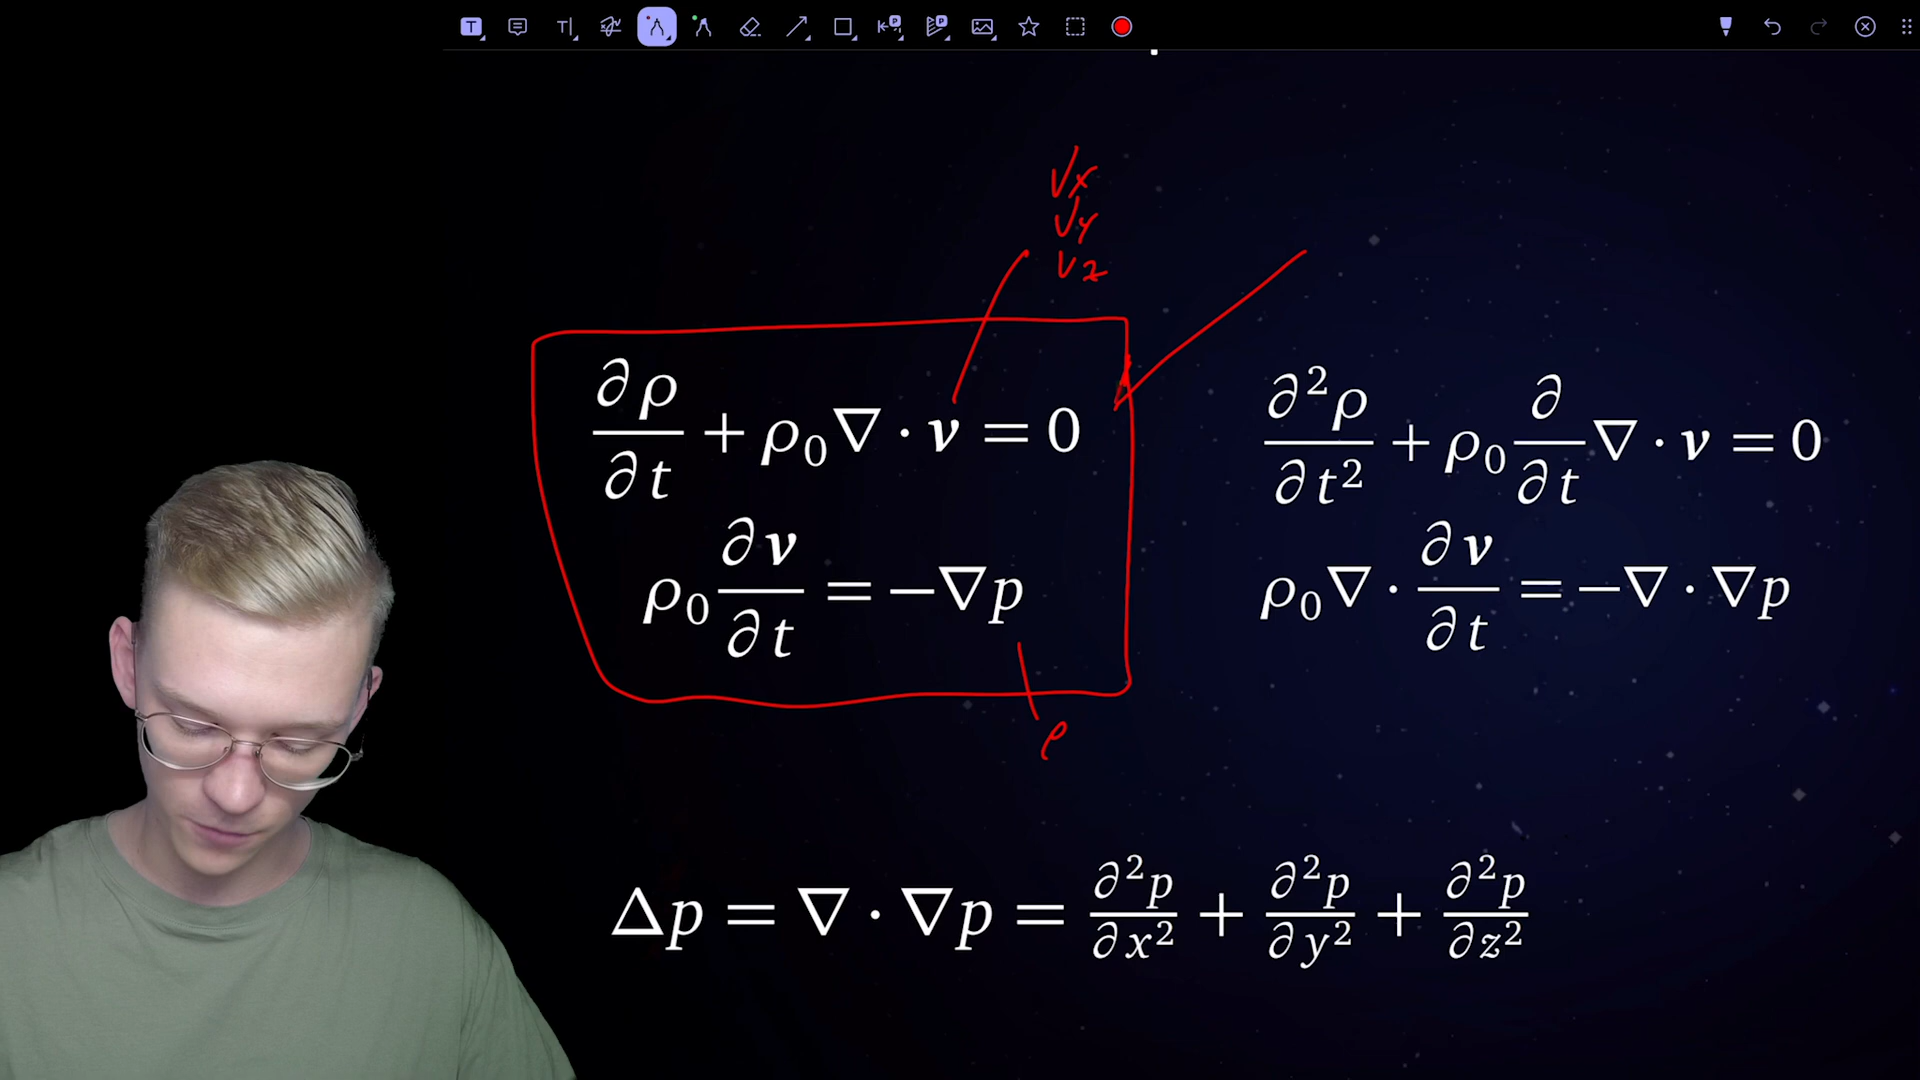 Vx
Vy
Vz
∂ρ/∂t + ρ₀∇ · v = 0
ρ₀ ∂v/∂t = −∇p
ρ
∂²ρ/∂t² + ρ₀ ∂/∂t ∇ · v = 0
ρ₀∇ · ∂v/∂t = −∇ · ∇p
Δp = ∇ · ∇p = ∂²p/∂x² + ∂²p/∂y² + ∂²p/∂z²